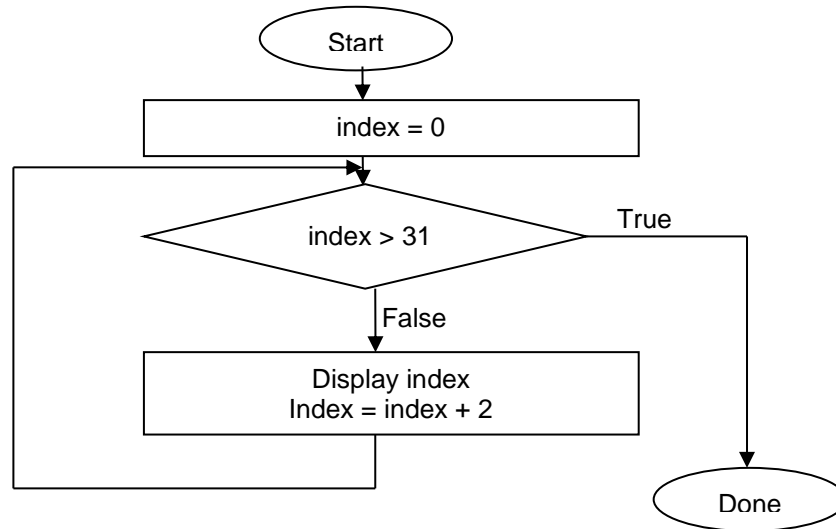 Start
index = 0
index > 31
True
False
Display index
Index = index + 2
Done